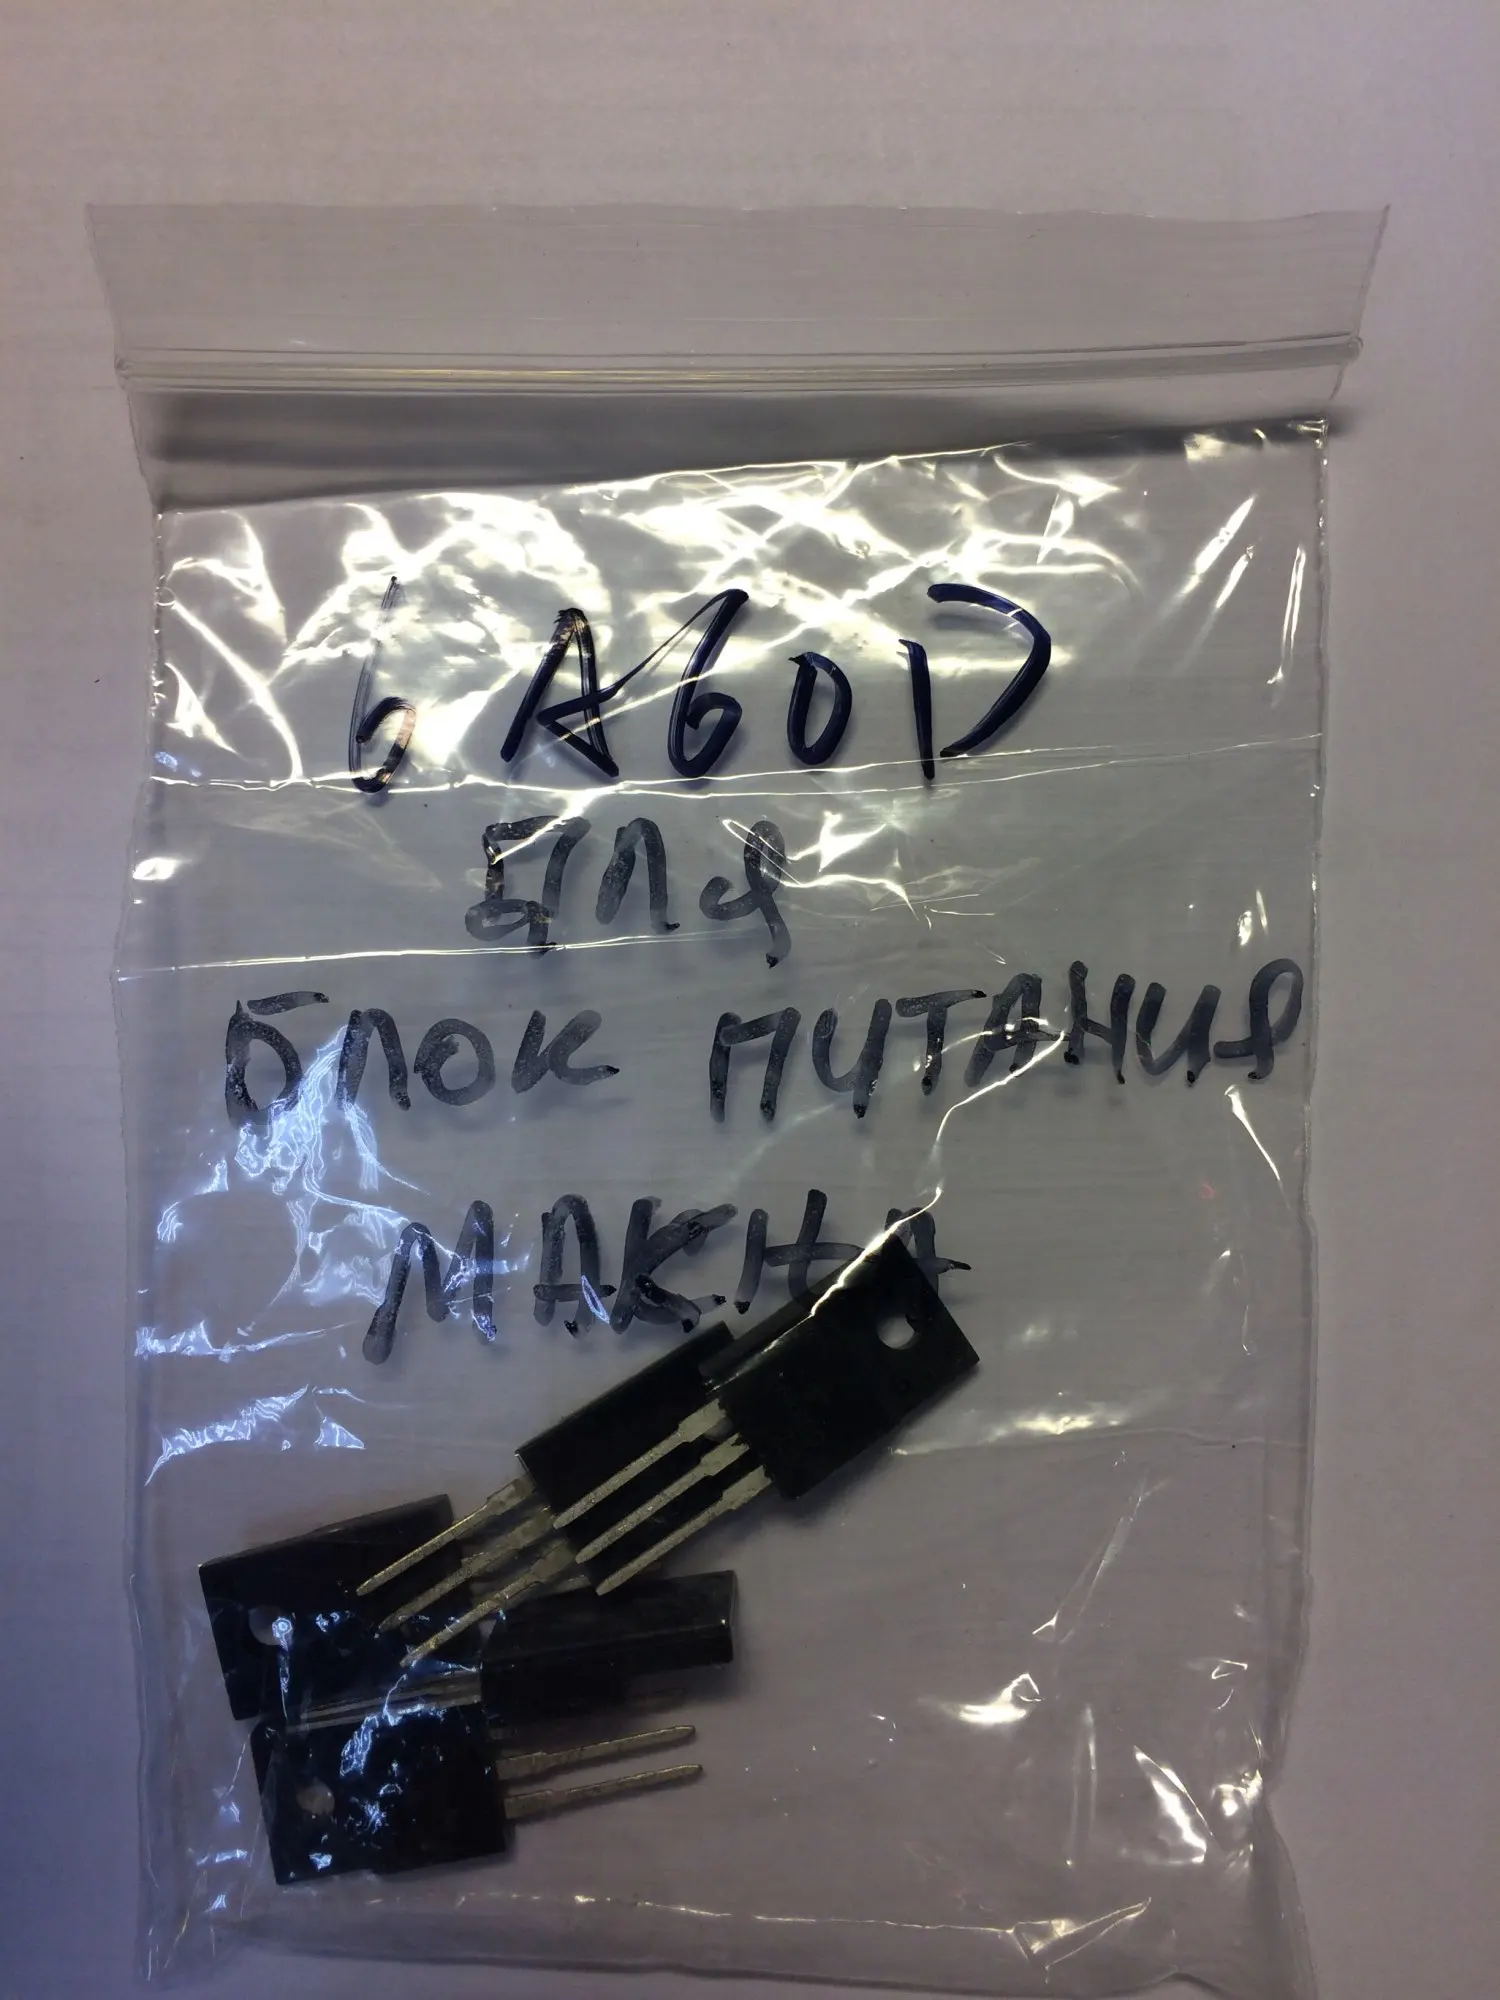 6A60D
для
блок питания
макна